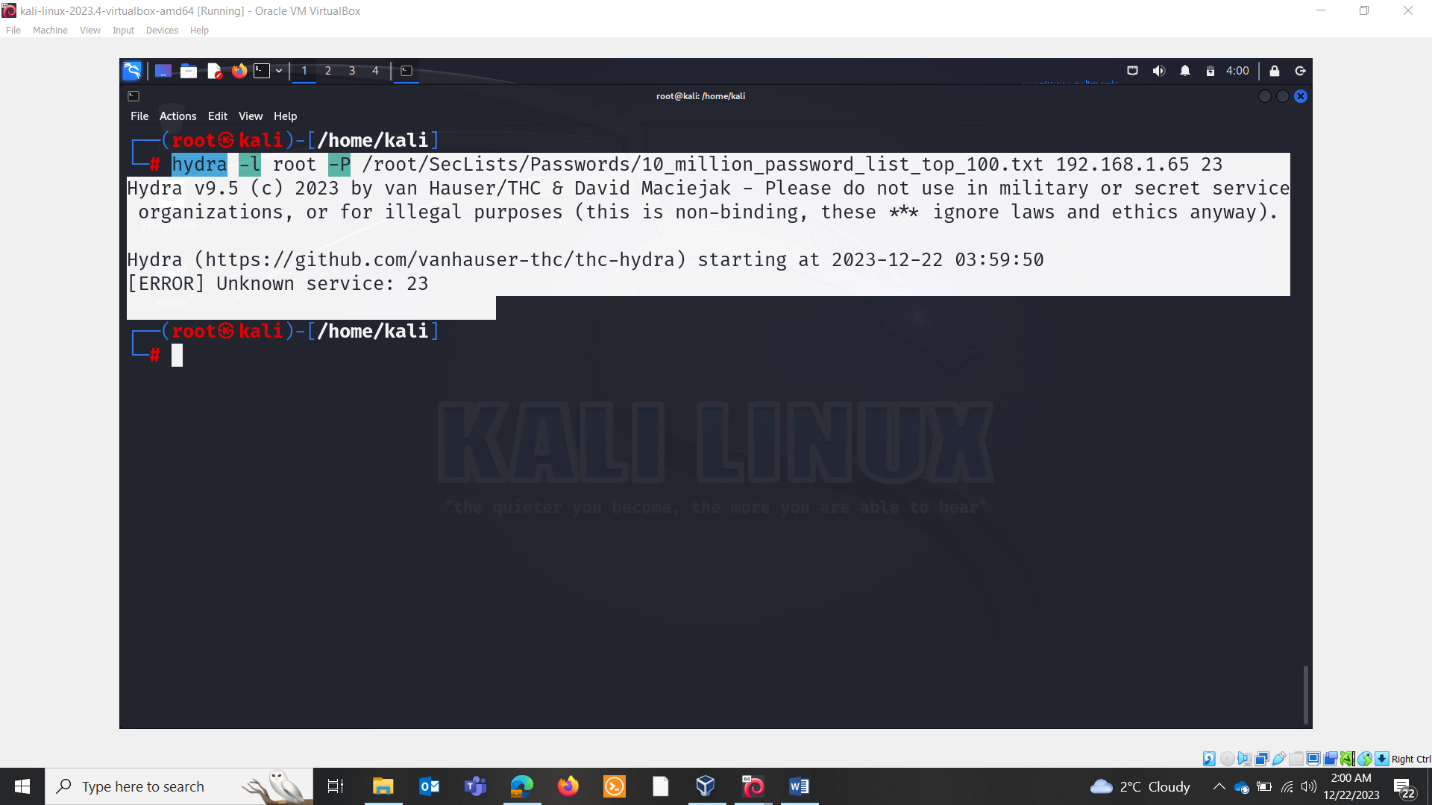 kali-linux-2023.4-virtualbox-amd64 [Running] - Oracle VM VirtualBox
File Machine View Input Devices Help
1 2 3 4 4:00
root@kali: /home/kali
File Actions Edit View Help
┌──(root㉿kali)-[/home/kali]
└─# hydra -l root -P /root/SecLists/Passwords/10_million_password_list_top_100.txt 192.168.1.65 23
Hydra v9.5 (c) 2023 by van Hauser/THC & David Maciejak - Please do not use in military or secret service
organizations, or for illegal purposes (this is non-binding, these *** ignore laws and ethics anyway).
Hydra (https://github.com/vanhauser-thc/thc-hydra) starting at 2023-12-22 03:59:50
[ERROR] Unknown service: 23
┌──(root㉿kali)-[/home/kali]
└─#
KALI LINUX
"the quieter you become, the more you are able to hear"
Right Ctrl
Type here to search
2°C Cloudy
2:00 AM
12/22/2023
22